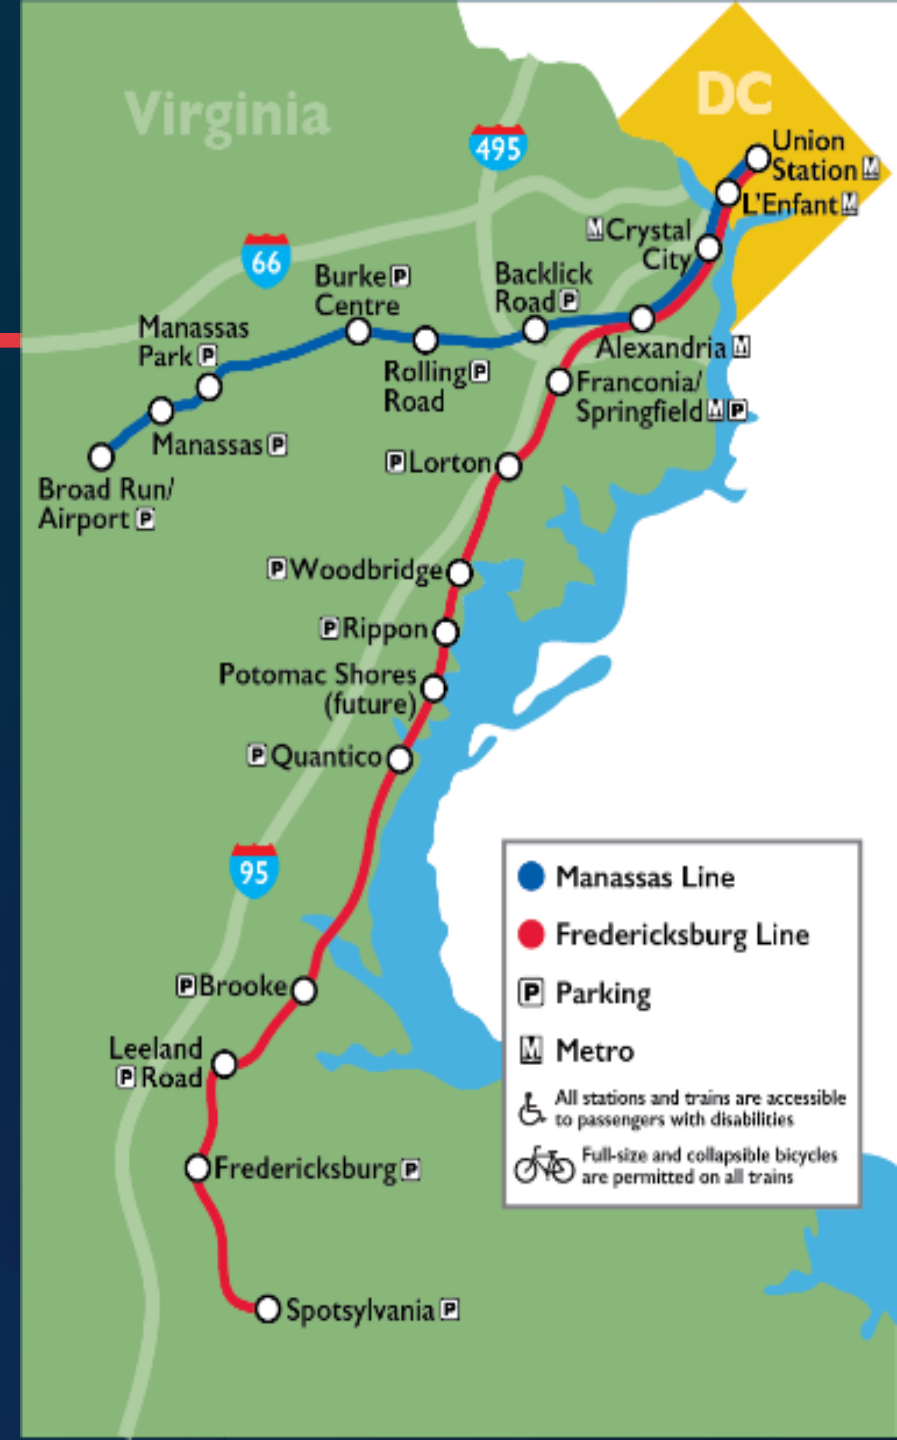 Virginia
DC
495
Union
Station M
L'Enfant M
M Crystal
City
66
Burke P
Centre
Backlick
Road P
Manassas
Park P
Alexandria M
Rolling P
Road
Franconia/
Springfield M P
Manassas P
P Lorton
Broad Run/
Airport P
P Woodbridge
P Rippon
Potomac Shores
(future)
P Quantico
95
Manassas Line
Fredericksburg Line
P Parking
M Metro
All stations and trains are accessible
to passengers with disabilities
Full-size and collapsible bicycles
are permitted on all trains
P Brooke
Leeland
P Road
Fredericksburg P
Spotsylvania P